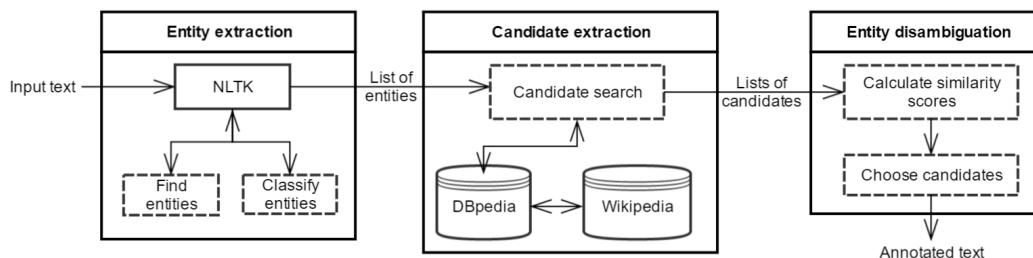 Entity extraction
Input text
NLTK
Find
entities
Classify
entities
List of
entities
Candidate extraction
Candidate search
DBpedia
Wikipedia
Lists of
candidates
Entity disambiguation
Calculate similarity
scores
Choose candidates
Annotated text